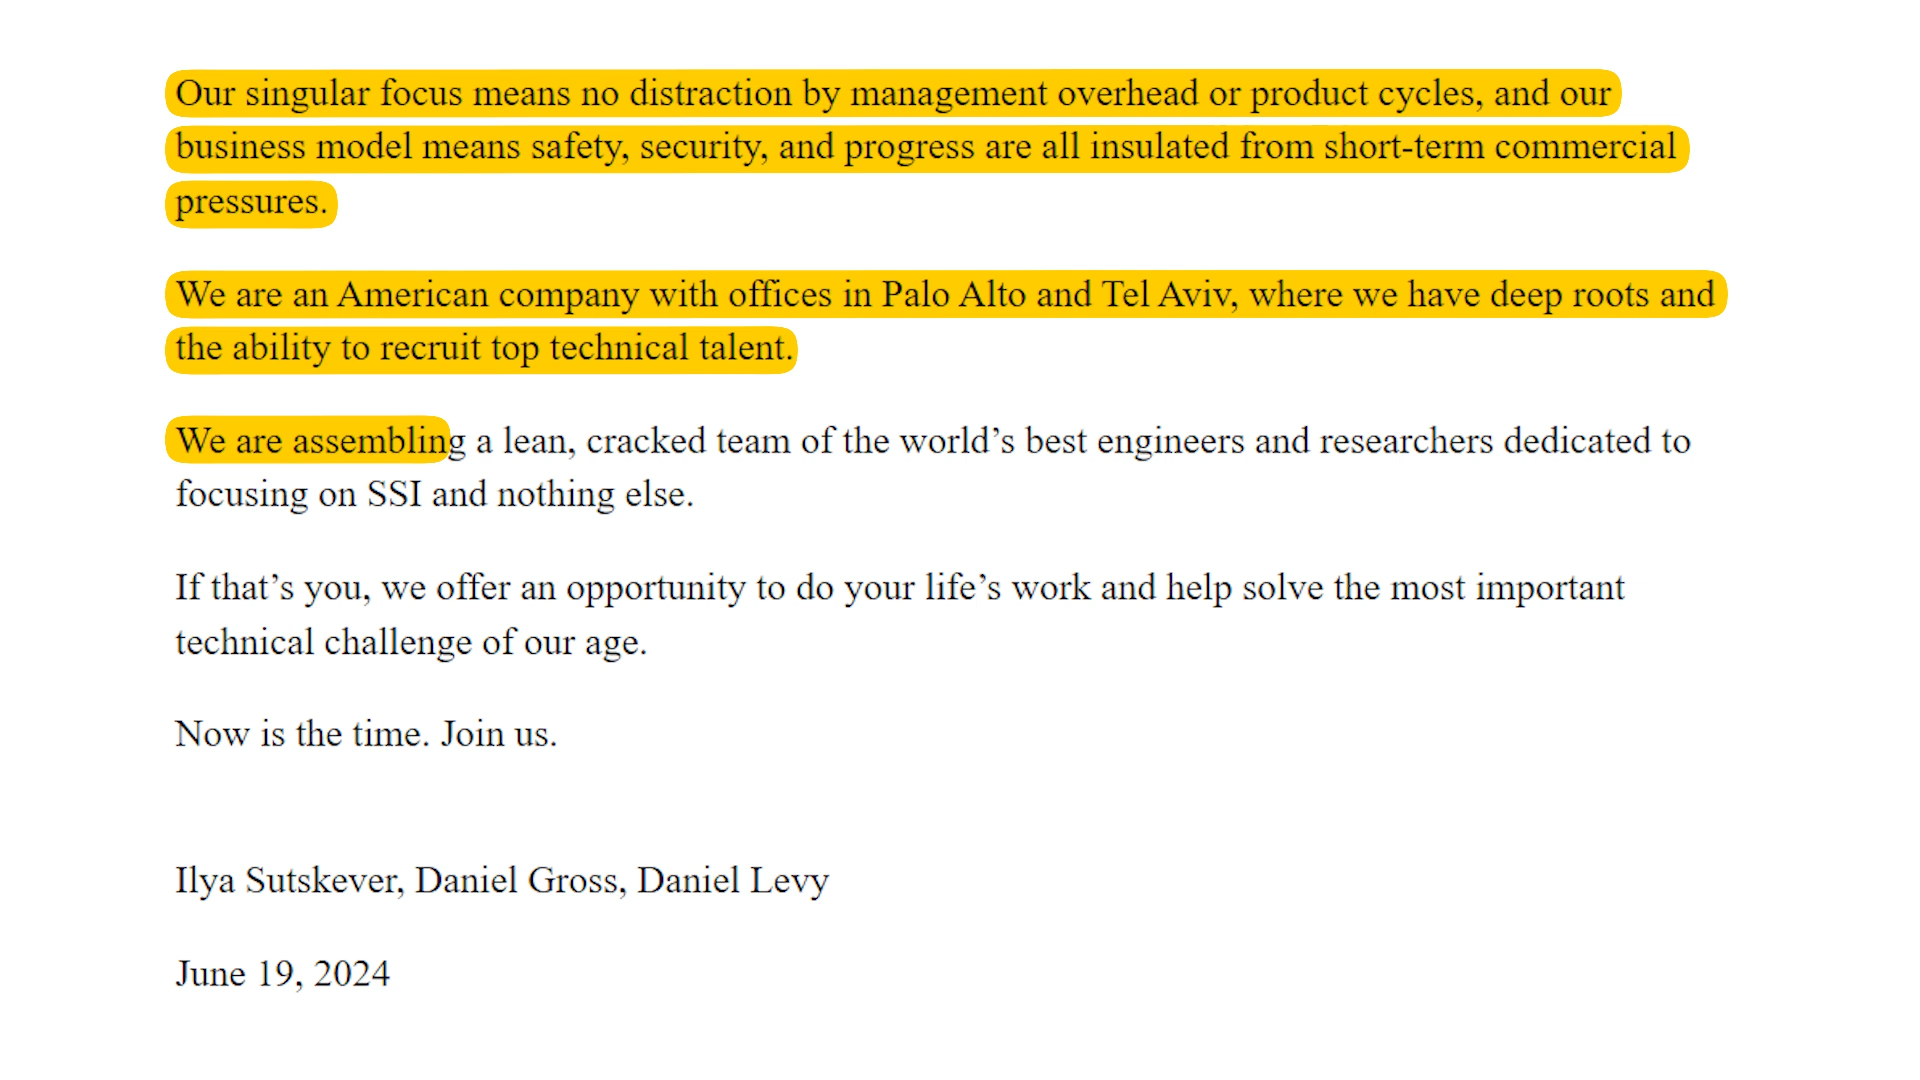 Our singular focus means no distraction by management overhead or product cycles, and our
business model means safety, security, and progress are all insulated from short-term commercial
pressures.
We are an American company with offices in Palo Alto and Tel Aviv, where we have deep roots and
the ability to recruit top technical talent.
We are assembling a lean, cracked team of the world’s best engineers and researchers dedicated to
focusing on SSI and nothing else.
If that’s you, we offer an opportunity to do your life’s work and help solve the most important
technical challenge of our age.
Now is the time. Join us.
Ilya Sutskever, Daniel Gross, Daniel Levy
June 19, 2024